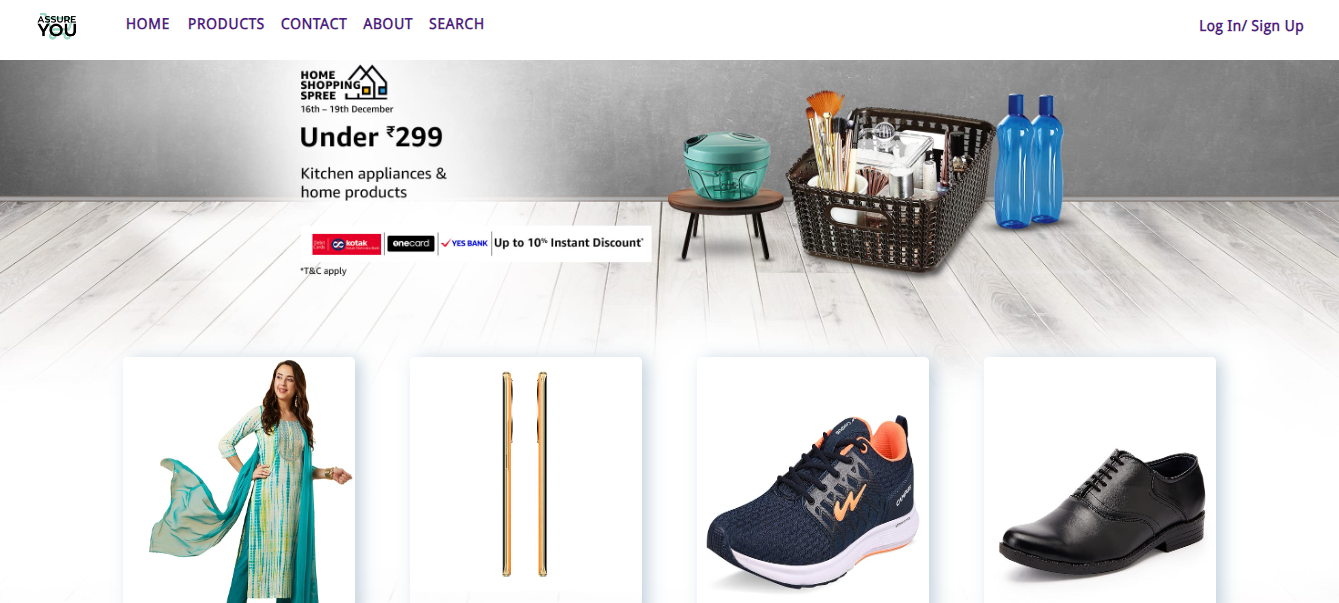 ASSURE
YOU
HOME PRODUCTS CONTACT ABOUT SEARCH
Log In/ Sign Up
HOME
SHOPPING
SPREE
16th – 19th December
Under ₹299
Kitchen appliances &
home products
kotak onecard YES BANK Up to 10% Instant Discount*
*T&C apply
CAMPUS